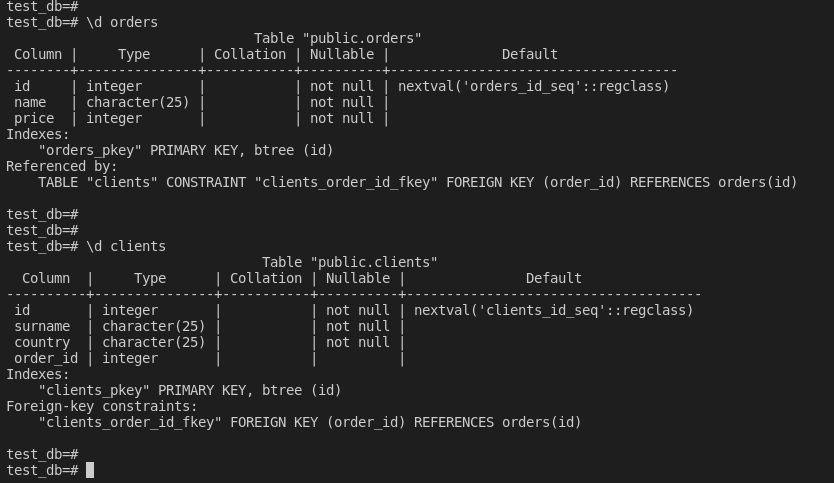 test_db=#
test_db=# \d orders
                               Table "public.orders"
 Column |     Type      | Collation | Nullable |              Default
--------+---------------+-----------+----------+------------------------------------
 id     | integer       |           | not null | nextval('orders_id_seq'::regclass)
 name   | character(25) |           | not null |
 price  | integer       |           | not null |
Indexes:
    "orders_pkey" PRIMARY KEY, btree (id)
Referenced by:
    TABLE "clients" CONSTRAINT "clients_order_id_fkey" FOREIGN KEY (order_id) REFERENCES orders(id)

test_db=#
test_db=#
test_db=# \d clients
                                Table "public.clients"
  Column  |     Type      | Collation | Nullable |               Default
----------+---------------+-----------+----------+-------------------------------------
 id       | integer       |           | not null | nextval('clients_id_seq'::regclass)
 surname  | character(25) |           | not null |
 country  | character(25) |           | not null |
 order_id | integer       |           |          |
Indexes:
    "clients_pkey" PRIMARY KEY, btree (id)
Foreign-key constraints:
    "clients_order_id_fkey" FOREIGN KEY (order_id) REFERENCES orders(id)

test_db=#
test_db=#